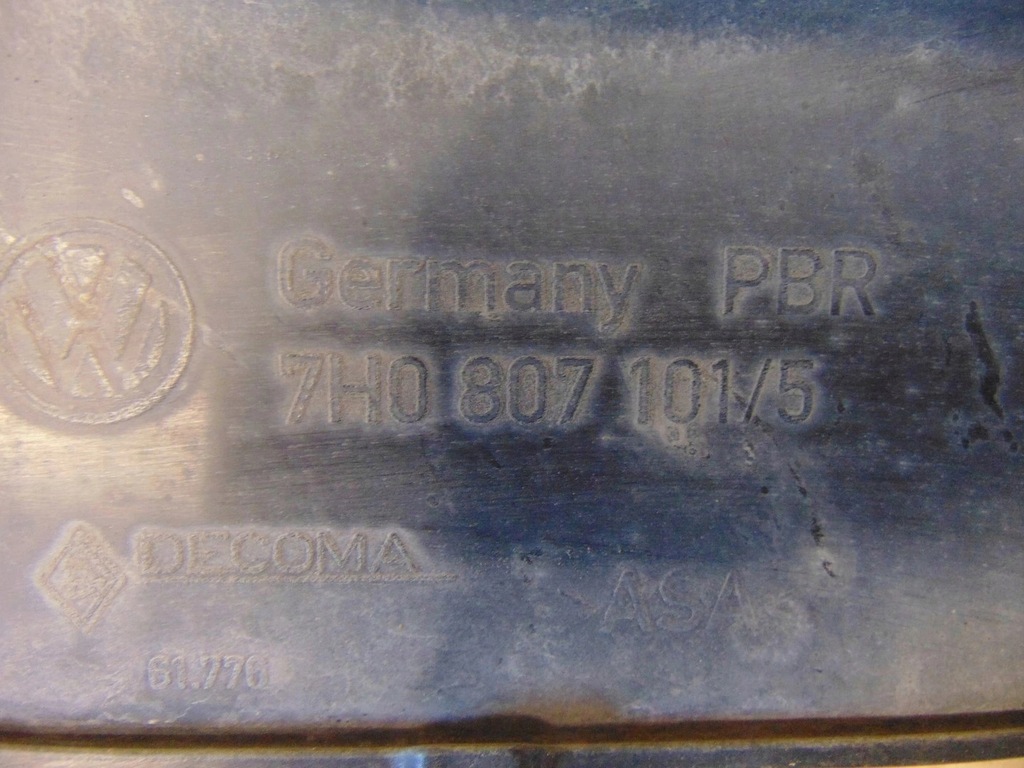 Germany PBR
7H0 807 101/5
DECOMA
>ASA<
61.776